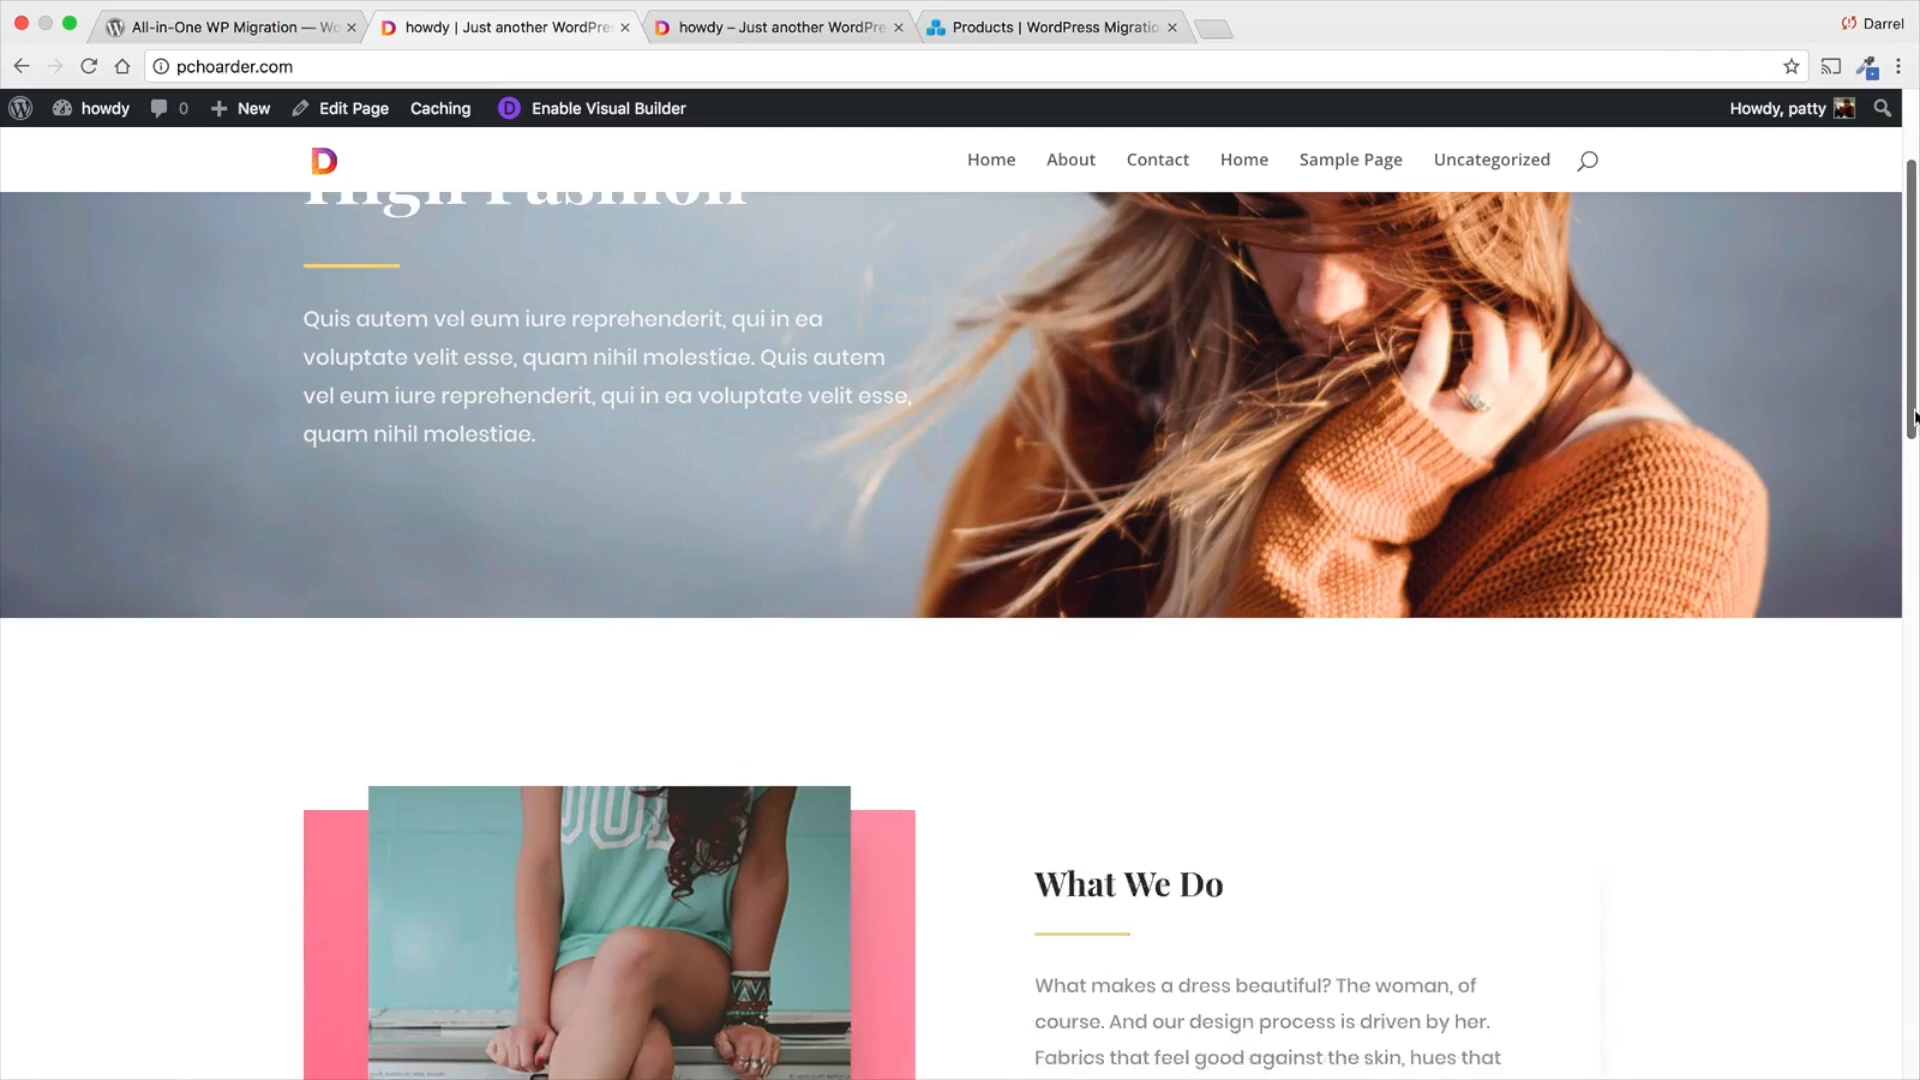 All-in-One WP Migration — Wo
howdy | Just another WordPre
howdy – Just another WordPre
Products | WordPress Migratio
Darrel
pchoarder.com
howdy 0 New Edit Page Caching D Enable Visual Builder Howdy, patty
D Home About Contact Home Sample Page Uncategorized
High Fashion
Quis autem vel eum iure reprehenderit, qui in ea
voluptate velit esse, quam nihil molestiae. Quis autem
vel eum iure reprehenderit, qui in ea voluptate velit esse,
quam nihil molestiae.
What We Do
What makes a dress beautiful? The woman, of
course. And our design process is driven by her.
Fabrics that feel good against the skin, hues that